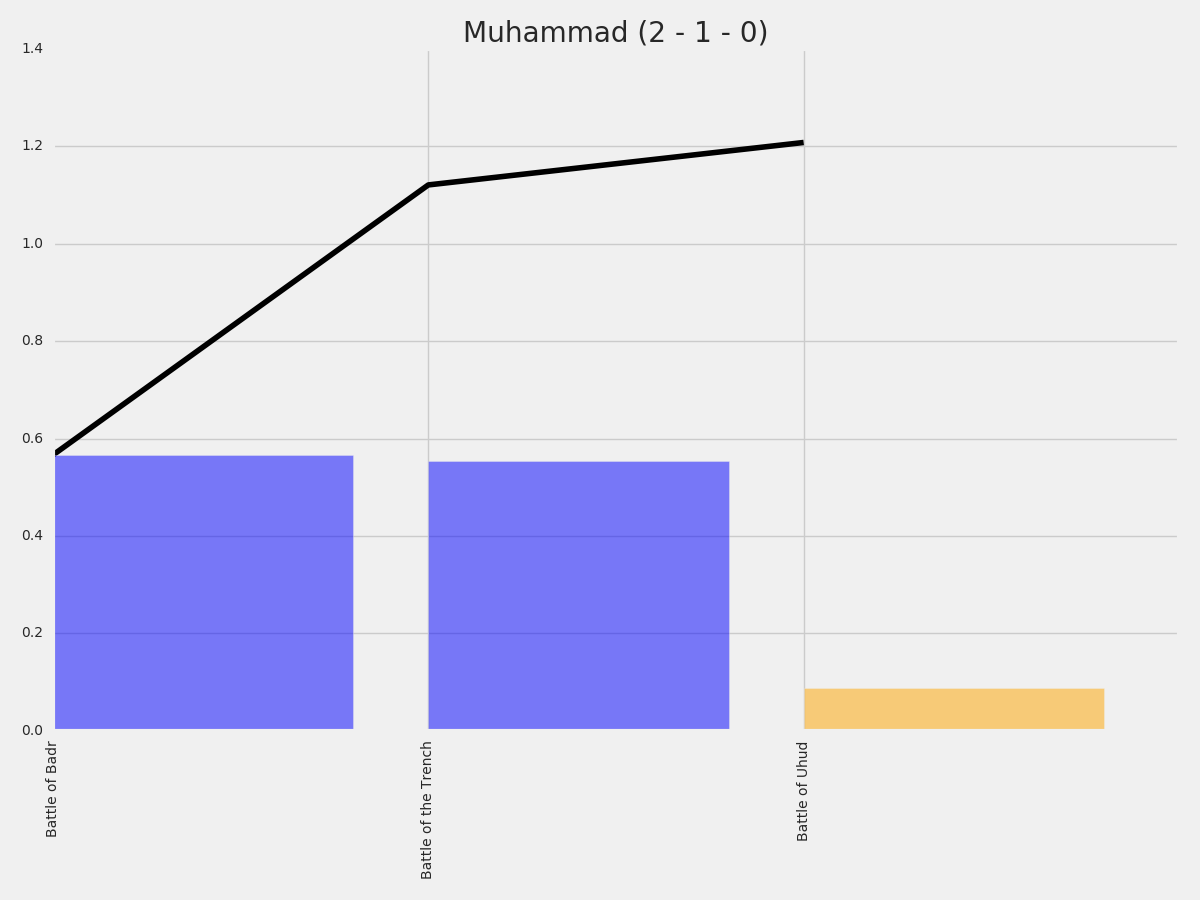 Muhammad (2 - 1 - 0)
1.4
1.2
1.0
0.8
0.6
0.4
0.2
0.0
Battle of Badr
Battle of the Trench
Battle of Uhud